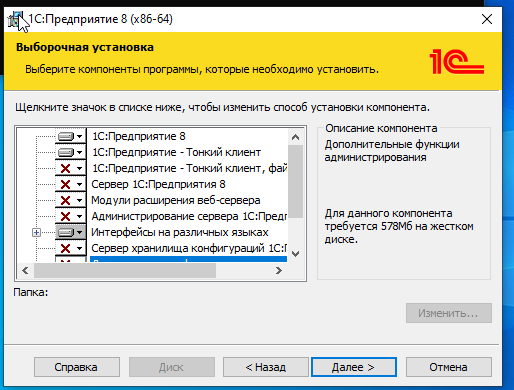 1С:Предприятие 8 (x86-64)
Выборочная установка
Выберите компоненты программы, которые необходимо установить.
1С
Щелкните значок в списке ниже, чтобы изменить способ установки компонента.
1С:Предприятие 8
1С:Предприятие - Тонкий клиент
1С:Предприятие - Тонкий клиент, фай
Сервер 1С:Предприятия 8
Модули расширения веб-сервера
Администрирование сервера 1С:Пред
Интерфейсы на различных языках
Сервер хранилища конфигураций 1С:П
Описание компонента
Дополнительные функции
администрирования
Для данного компонента
требуется 578Мб на жестком
диске.
Папка:
Изменить...
Справка
Диск
< Назад
Далее >
Отмена